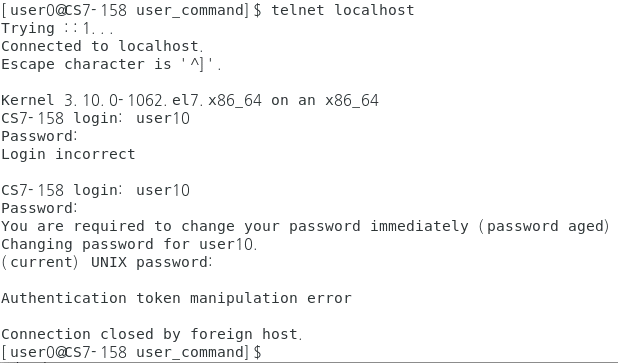 [user0@CS7-158 user_command]$ telnet localhost
Trying ::1...
Connected to localhost.
Escape character is '^]'.
Kernel 3.10.0-1062.el7.x86_64 on an x86_64
CS7-158 login: user10
Password:
Login incorrect
CS7-158 login: user10
Password:
You are required to change your password immediately (password aged)
Changing password for user10.
(current) UNIX password:
Authentication token manipulation error
Connection closed by foreign host.
[user0@CS7-158 user_command]$